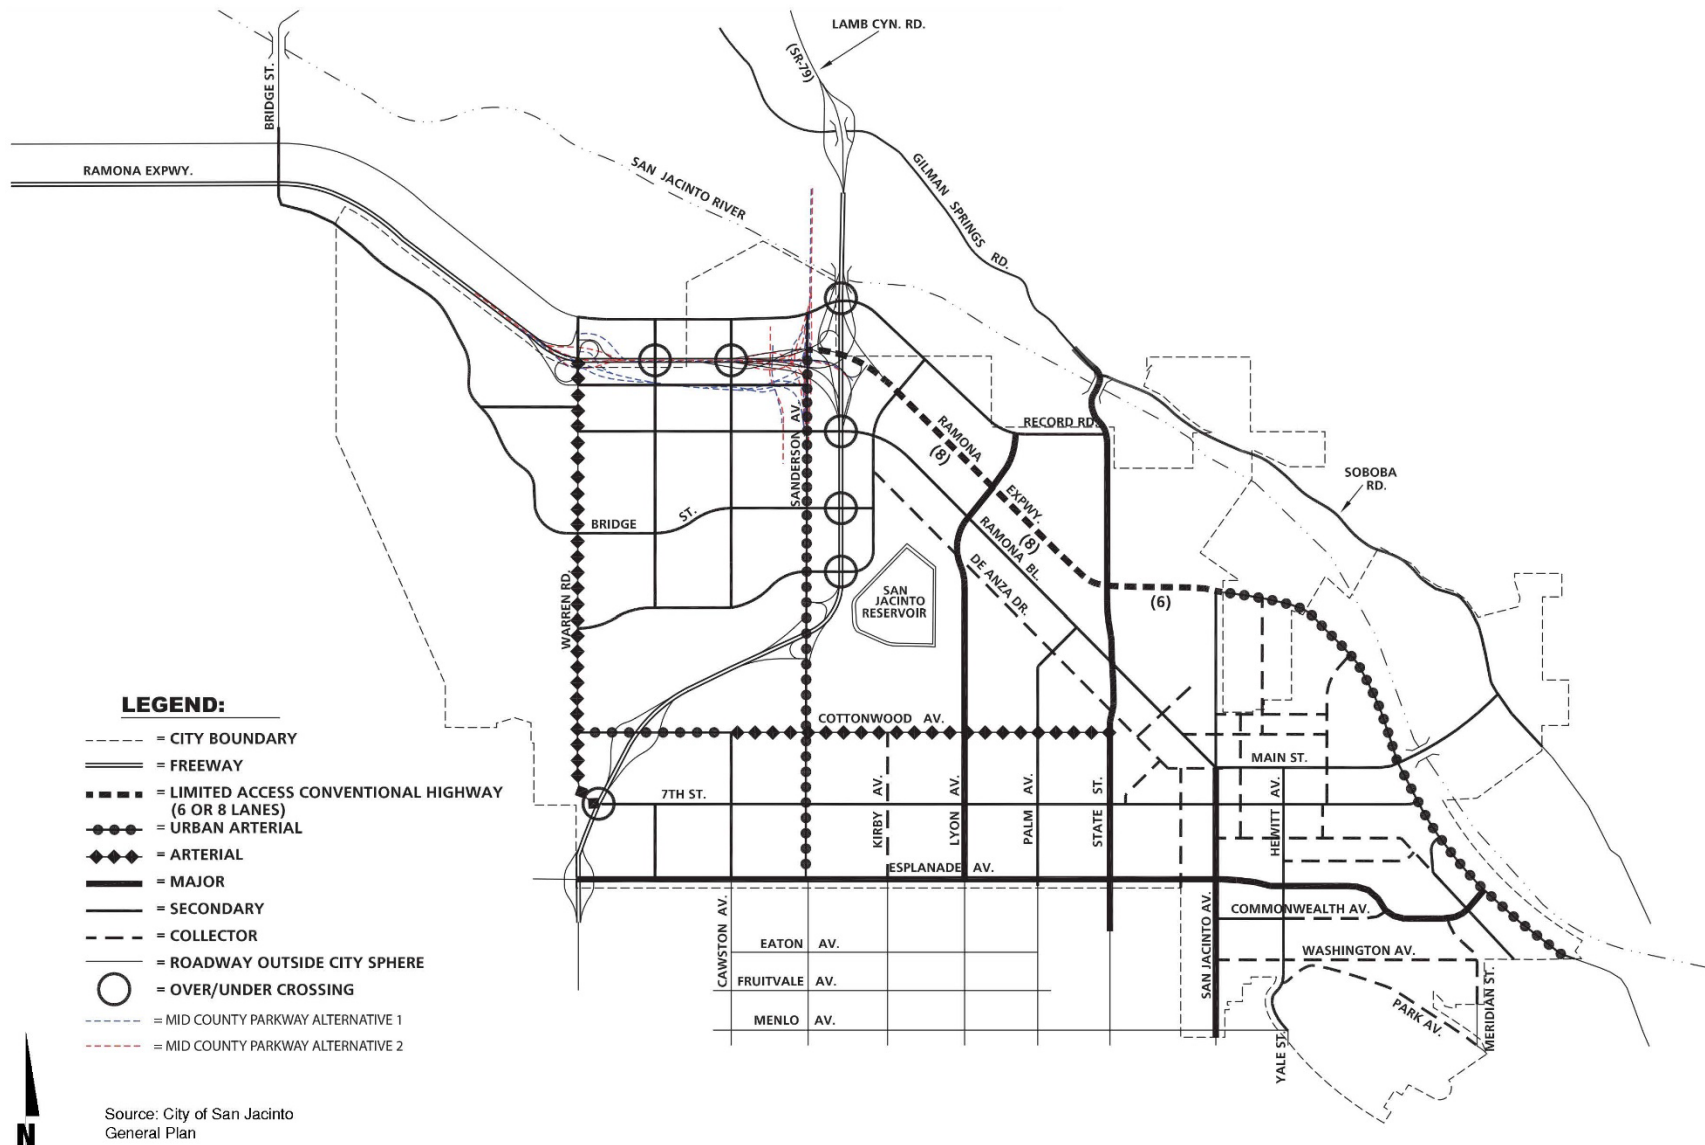 LAMB CYN. RD.
(SR-79)
BRIDGE ST.
RAMONA EXPWY.
SAN JACINTO RIVER
GILMAN SPRINGS RD.
RECORD RD.
SOBOBA
RD.
SANDERSON AV.
RAMONA EXPWY.
(8)
(8)
(6)
RAMONA BL.
DE ANZA DR.
BRIDGE ST.
WARREN RD.
SAN
JACINTO
RESERVOIR
COTTONWOOD AV.
MAIN ST.
7TH ST.
KIRBY AV.
LYON AV.
PALM AV.
STATE ST.
HEWITT AV.
ESPLANADE AV.
COMMONWEALTH AV.
CAWSTON AV.
EATON AV.
FRUITVALE AV.
MENLO AV.
SAN JACINTO AV.
WASHINGTON AV.
PARK AV.
MERIDIAN ST.
YALE ST.
LEGEND:
= CITY BOUNDARY
= FREEWAY
= LIMITED ACCESS CONVENTIONAL HIGHWAY
(6 OR 8 LANES)
= URBAN ARTERIAL
= ARTERIAL
= MAJOR
= SECONDARY
= COLLECTOR
= ROADWAY OUTSIDE CITY SPHERE
= OVER/UNDER CROSSING
= MID COUNTY PARKWAY ALTERNATIVE 1
= MID COUNTY PARKWAY ALTERNATIVE 2
N
Source: City of San Jacinto
General Plan